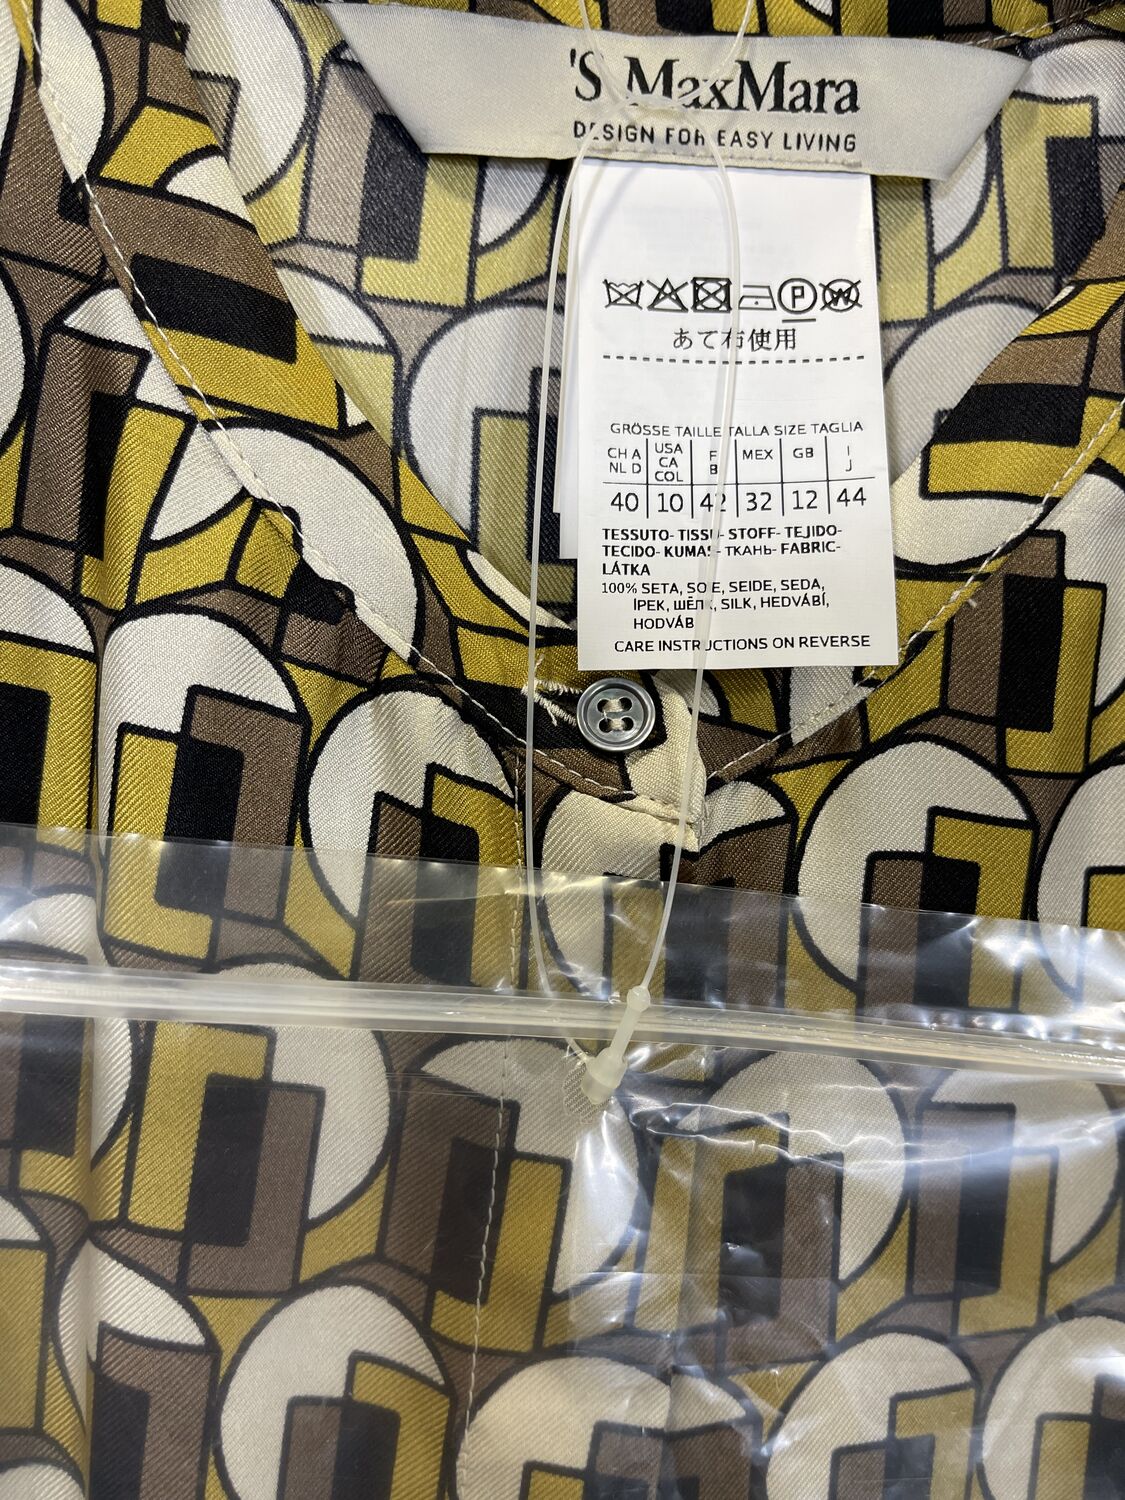 'S MaxMara
DESIGN FOR EASY LIVING
P W
あて布使用
GRÖSSE TAILLE TALLA SIZE TAGLIA
CH A NL D | USA CA COL | F B | MEX | GB | I J
40 | 10 | 42 | 32 | 12 | 44
TESSUTO- TISSU- STOFF- TEJIDO-
TECIDO- KUMAŞ- ТКАНЬ- FABRIC-
LÁTKA
100% SETA, SOIE, SEIDE, SEDA,
İPEK, ШЁЛК, SILK, HEDVÁBÍ,
HODVÁB
CARE INSTRUCTIONS ON REVERSE